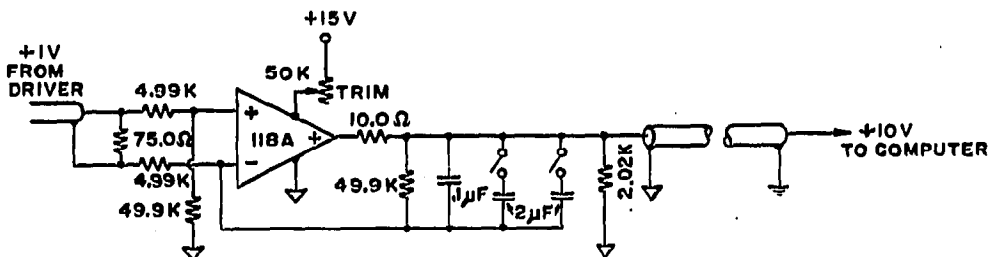 +15V
+1V
FROM
DRIVER
50K
TRIM
4.99K
75.0Ω
4.99K
49.9K
+
118A
+
-
10.0Ω
49.9K
.1µF
2µF
2.02K
+10V
TO COMPUTER